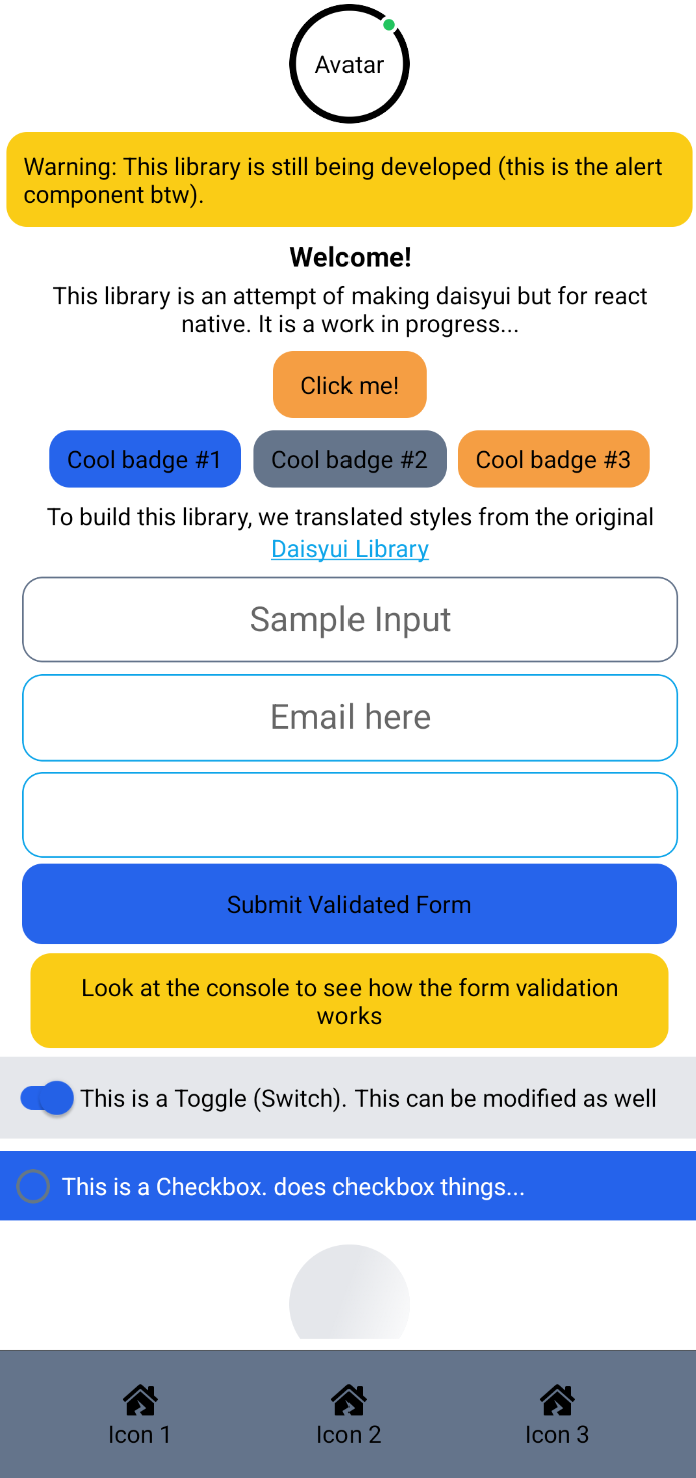 Avatar
Warning: This library is still being developed (this is the alert
component btw).
Welcome!
This library is an attempt of making daisyui but for react
native. It is a work in progress...
Click me!
Cool badge #1
Cool badge #2
Cool badge #3
To build this library, we translated styles from the original
Daisyui Library
Sample Input
Email here
Submit Validated Form
Look at the console to see how the form validation
works
This is a Toggle (Switch). This can be modified as well
This is a Checkbox. does checkbox things...
Icon 1
Icon 2
Icon 3